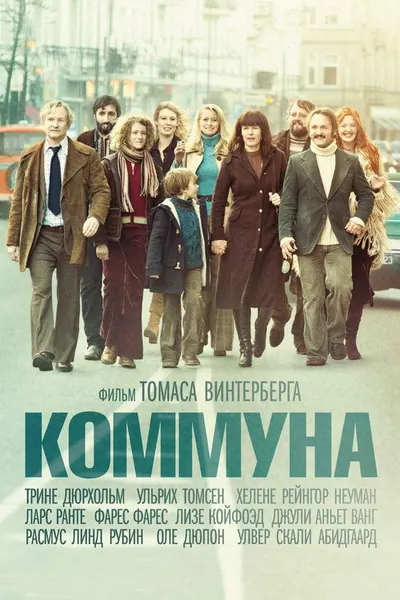 ФИЛЬМ ТОМАСА ВИНТЕРБЕРГА
КОММУНА
ТРИНЕ ДЮРХОЛЬМ УЛЬРИХ ТОМСЕН ХЕЛЕНЕ РЕЙНГОР НЕУМАН
ЛАРС РАНТЕ ФАРЕС ФАРЕС ЛИЗЕ КОЙФОЭД ДЖУЛИ АНЬЕТ ВАНГ
РАСМУС ЛИНД РУБИН ОЛЕ ДЮПОН УЛВЕР СКАЛИ АБИДГААРД